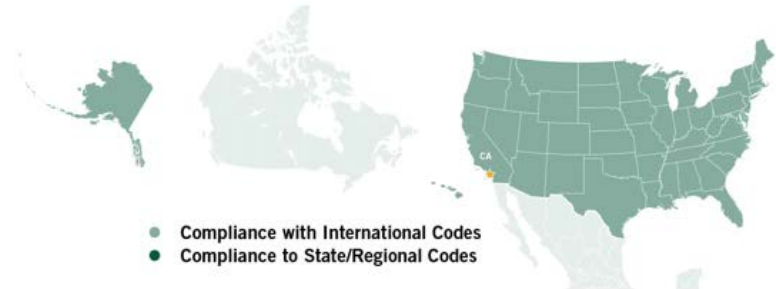 CA
Compliance with International Codes
Compliance to State/Regional Codes